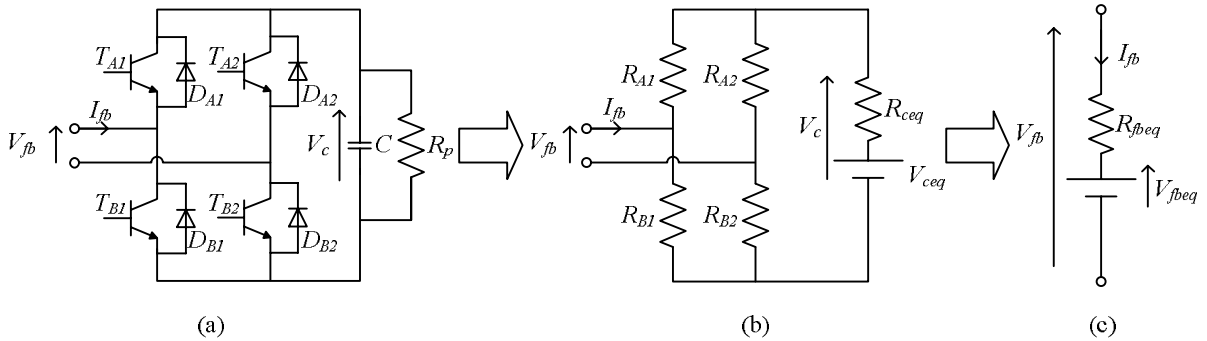 T_A1 T_A2
D_A1 D_A2
I_fb
V_fb V_c C R_p
T_B1 T_B2
D_B1 D_B2
(a)
R_A1 R_A2
I_fb
V_fb V_c R_ceq
V_ceq
R_B1 R_B2
(b)
I_fb
V_fb R_fbeq
V_fbeq
(c)